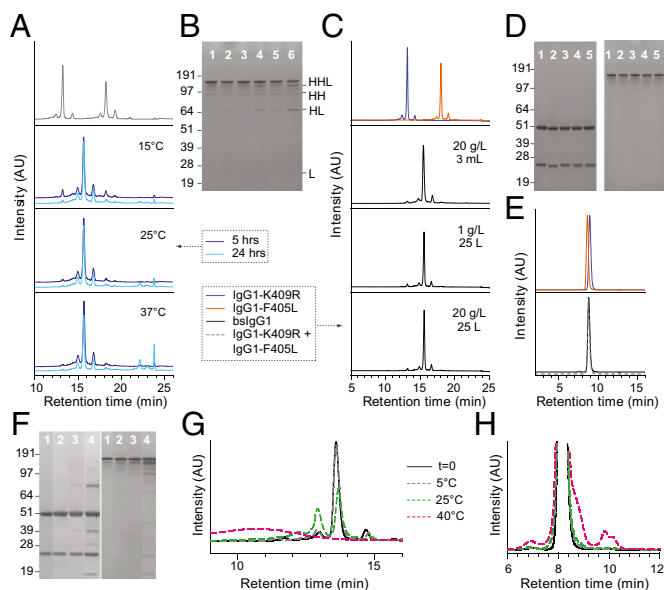 A
Intensity (AU)
15°C
25°C
37°C
10 15 20 25
Retention time (min)
B
1 2 3 4 5 6
191
97
64
51
39
28
19
HHL
HH
HL
L
5 hrs
24 hrs
IgG1-K409R
IgG1-F405L
bsIgG1
IgG1-K409R +
IgG1-F405L
C
Intensity (AU)
20 g/L
3 mL
1 g/L
25 L
20 g/L
25 L
5 10 15 20 25
Retention time (min)
D
1 2 3 4 5
1 2 3 4 5
191
97
64
51
39
28
19
E
Intensity (AU)
5 10 15
Retention time (min)
F
1 2 3 4
1 2 3 4
191
97
64
51
39
28
19
G
Intensity (AU)
t=0
5°C
25°C
40°C
10 15
Retention time (min)
H
Intensity (AU)
6 8 10 12
Retention time (min)